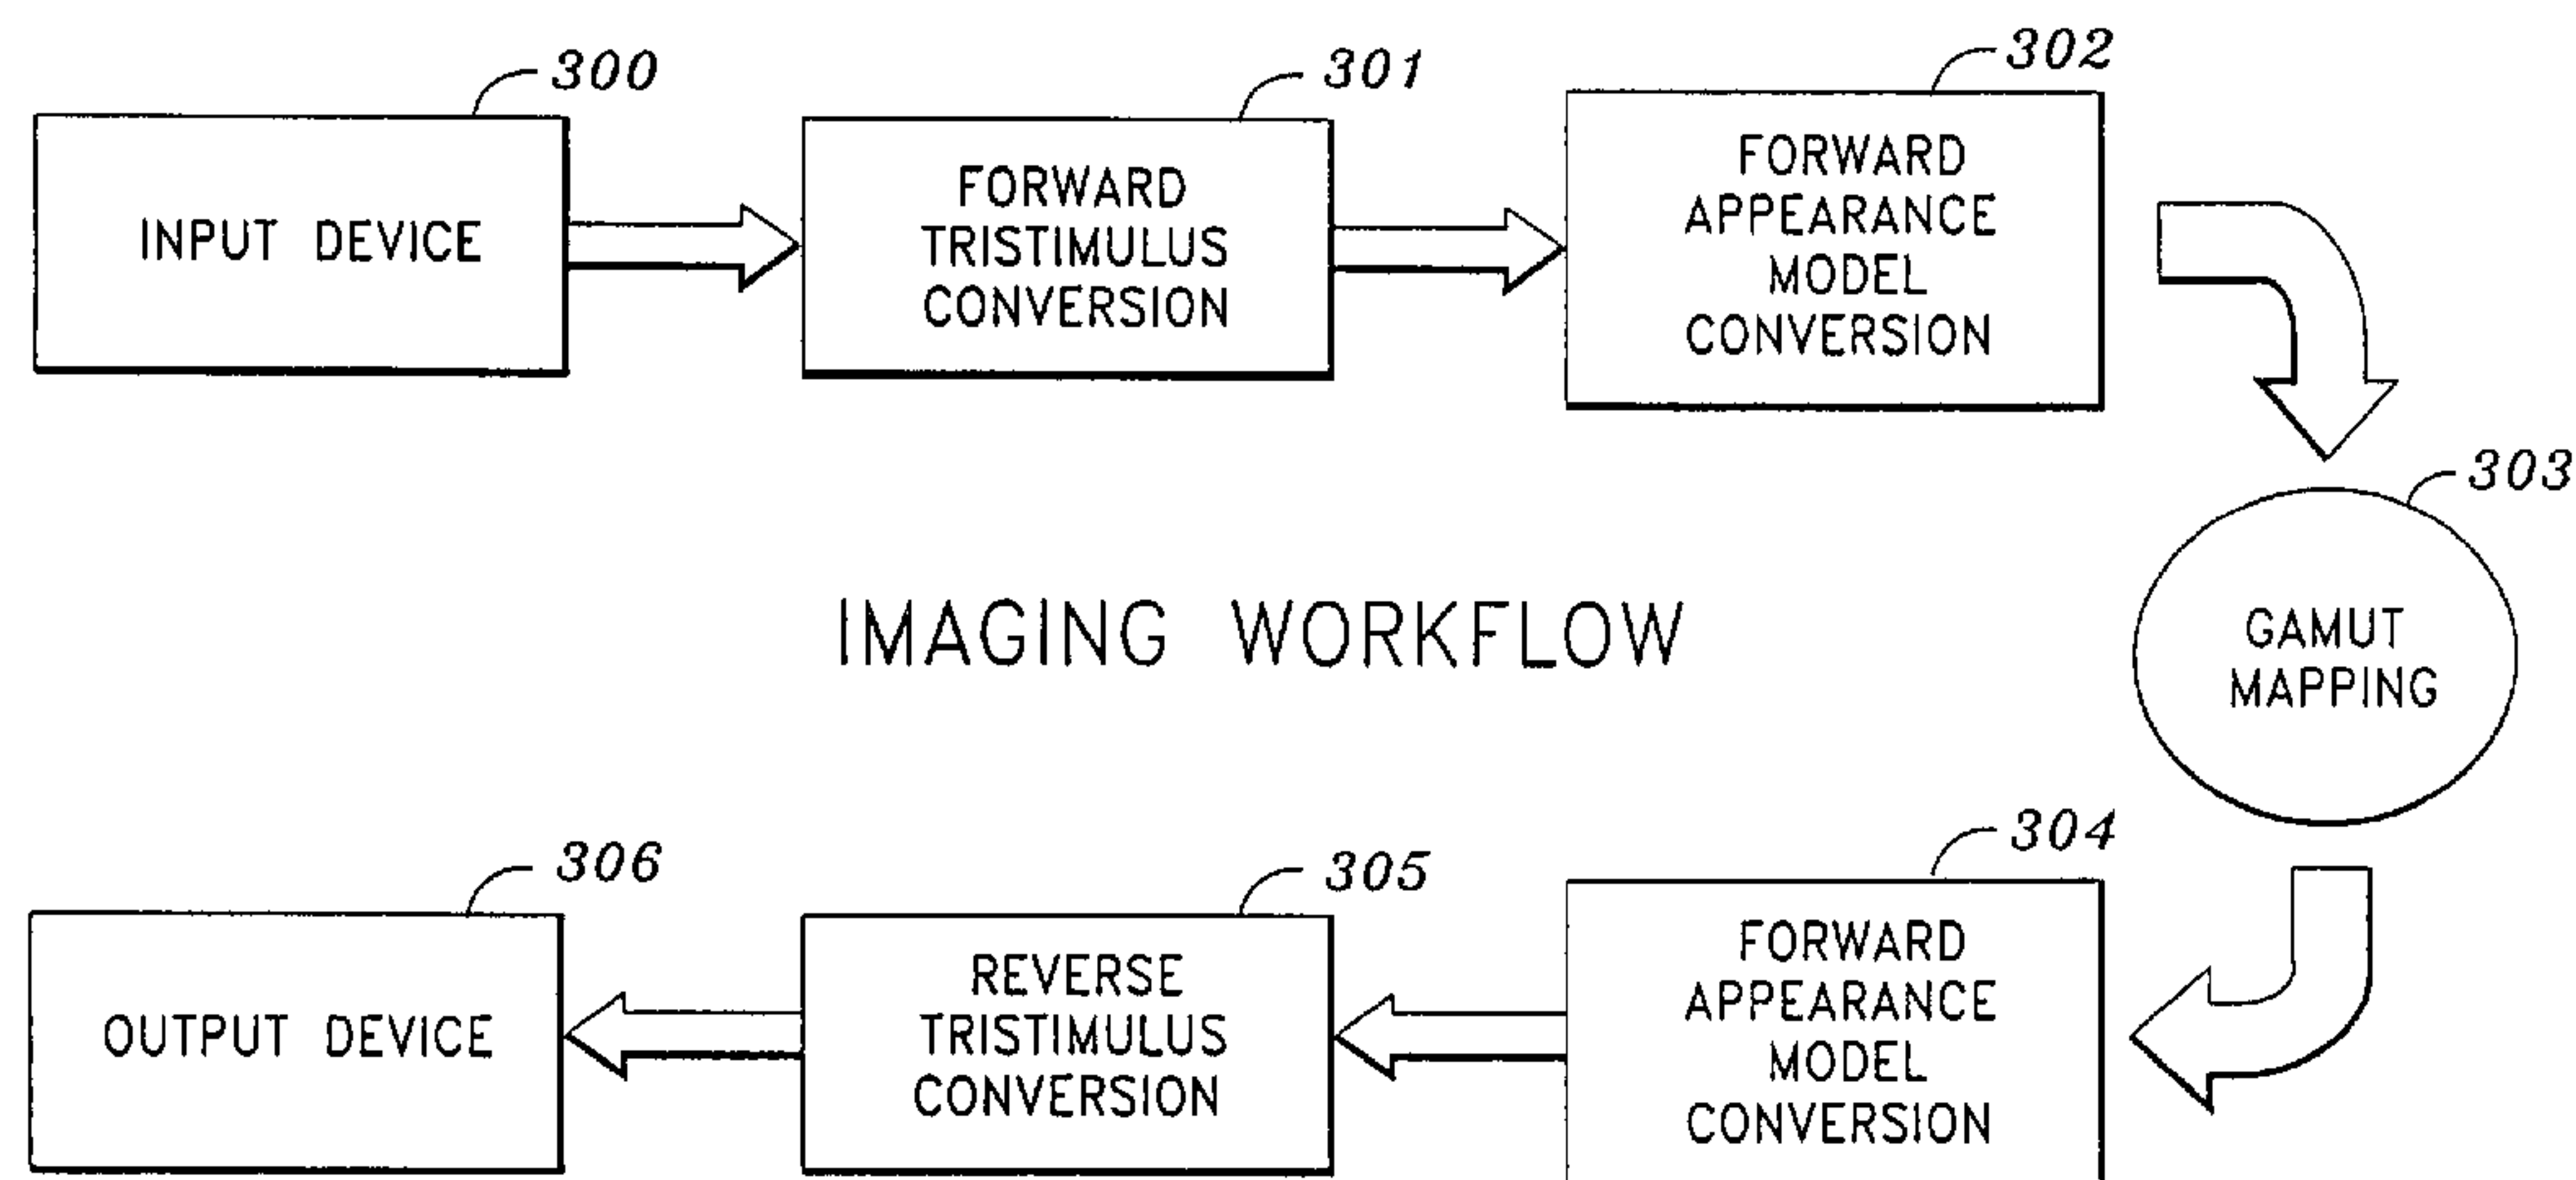 300
INPUT DEVICE
301
FORWARD
TRISTIMULUS
CONVERSION
302
FORWARD
APPEARANCE
MODEL
CONVERSION
303
GAMUT
MAPPING
IMAGING WORKFLOW
304
FORWARD
APPEARANCE
MODEL
CONVERSION
305
REVERSE
TRISTIMULUS
CONVERSION
306
OUTPUT DEVICE